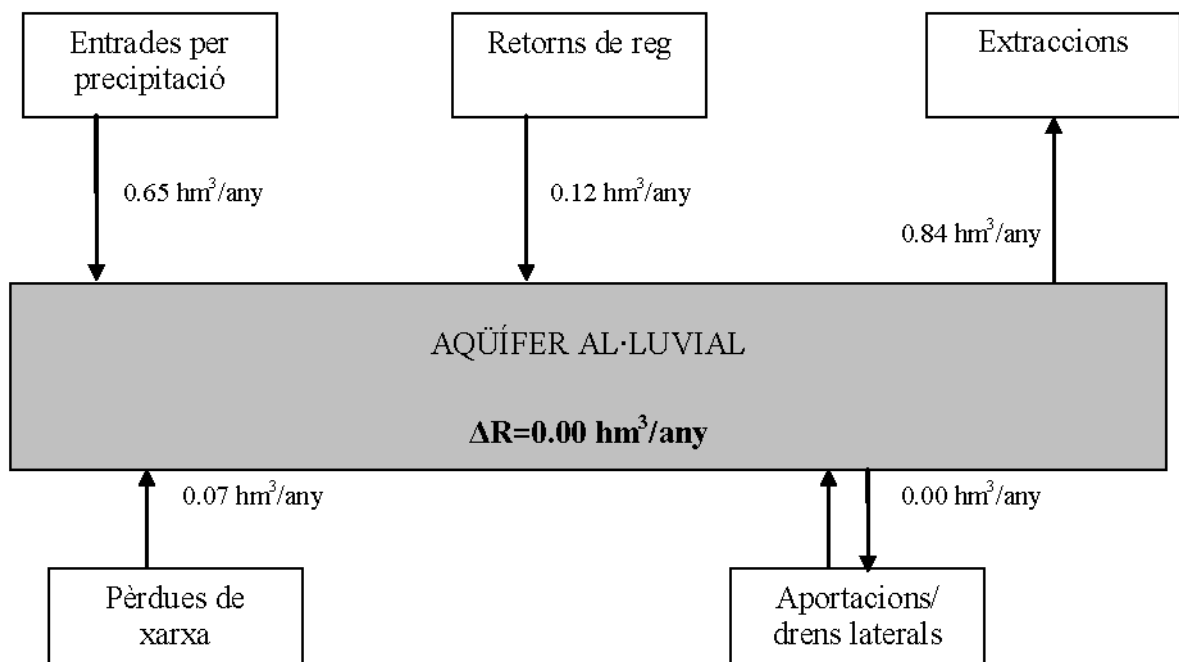 Entrades per
precipitació
Retorns de reg
Extraccions
0.65 hm³/any
0.12 hm³/any
0.84 hm³/any
AQÜÍFER AL·LUVIAL
ΔR=0.00 hm³/any
0.07 hm³/any
0.00 hm³/any
Pèrdues de
xarxa
Aportacions/
drens laterals